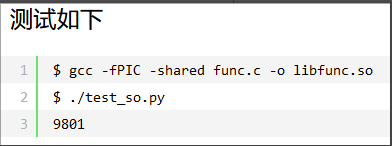 测试如下
1 $ gcc -fPIC -shared func.c -o libfunc.so
2 $ ./test_so.py
3 9801